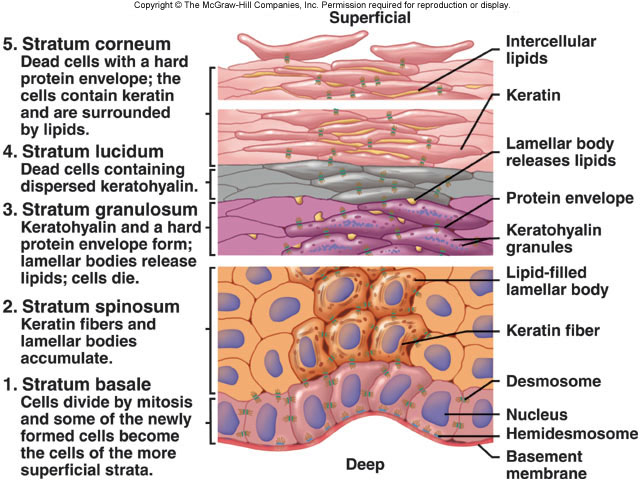 Copyright © The McGraw-Hill Companies, Inc. Permission required for reproduction or display.
Superficial
5. Stratum corneum
Dead cells with a hard
protein envelope; the
cells contain keratin
and are surrounded
by lipids.
4. Stratum lucidum
Dead cells containing
dispersed keratohyalin.
3. Stratum granulosum
Keratohyalin and a hard
protein envelope form;
lamellar bodies release
lipids; cells die.
2. Stratum spinosum
Keratin fibers and
lamellar bodies
accumulate.
1. Stratum basale
Cells divide by mitosis
and some of the newly
formed cells become
the cells of the more
superficial strata.
Intercellular
lipids
Keratin
Lamellar body
releases lipids
Protein envelope
Keratohyalin
granules
Lipid-filled
lamellar body
Keratin fiber
Desmosome
Nucleus
Hemidesmosome
Basement
membrane
Deep